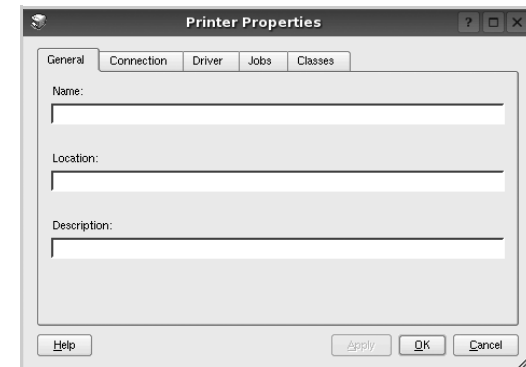 Printer Properties
General Connection Driver Jobs Classes
Name:
Location:
Description:
Help Apply OK Cancel